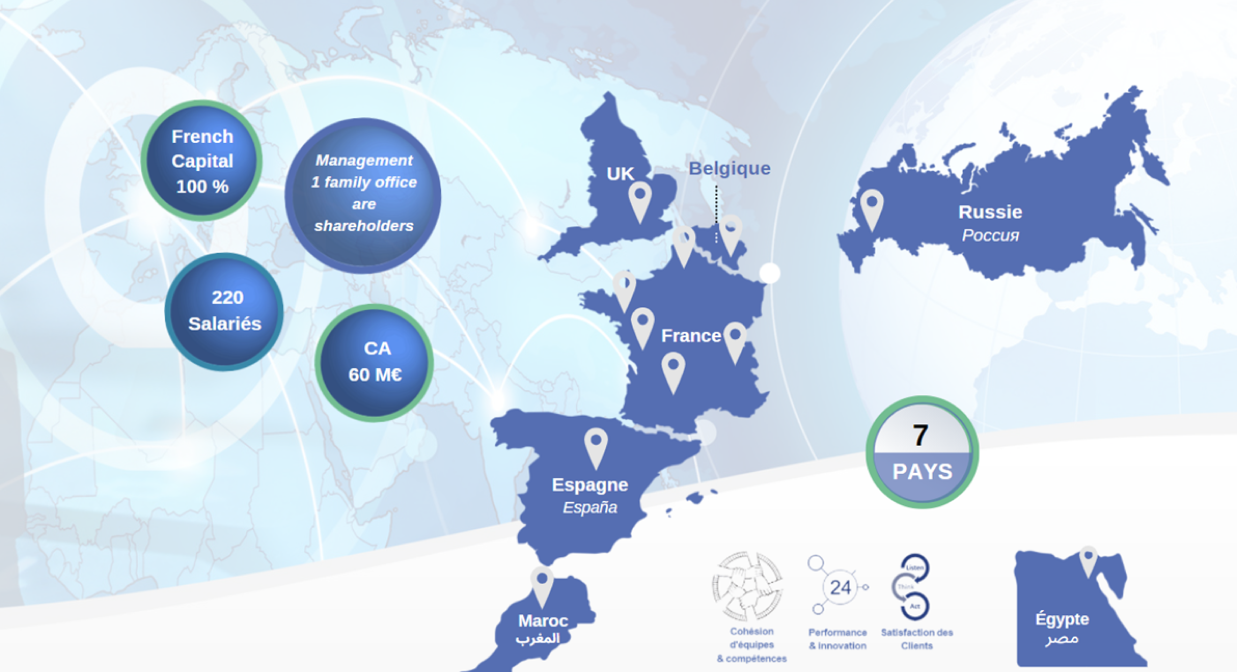 French
Capital
100 %
Management
1 family office
are
shareholders
220
Salariés
CA
60 M€
UK
Belgique
France
Espagne
España
Maroc
المغرب
Russie
Россия
7
PAYS
Cohésion
d'équipes
& compétences
24
Performance
& Innovation
Listen
Think
Act
Satisfaction des
Clients
Égypte
مصر